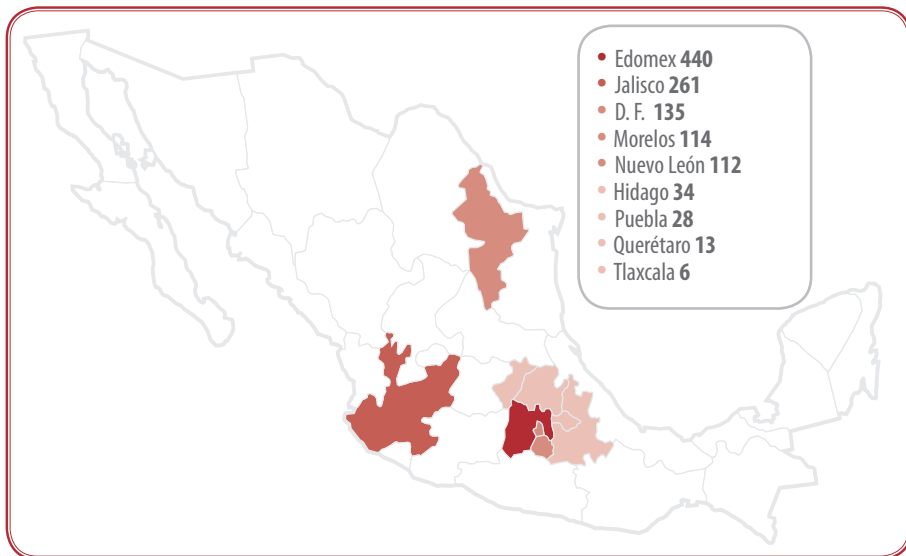 Edomex 440
Jalisco 261
D. F. 135
Morelos 114
Nuevo León 112
Hidago 34
Puebla 28
Querétaro 13
Tlaxcala 6